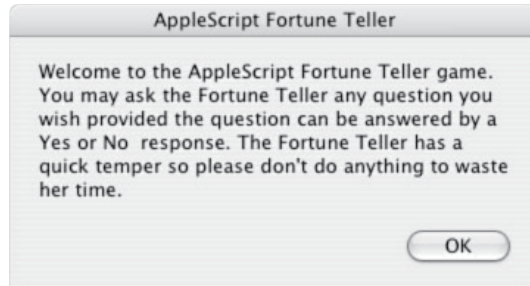 AppleScript Fortune Teller
Welcome to the AppleScript Fortune Teller game.
You may ask the Fortune Teller any question you
wish provided the question can be answered by a
Yes or No  response. The Fortune Teller has a
quick temper so please don't do anything to waste
her time.
OK